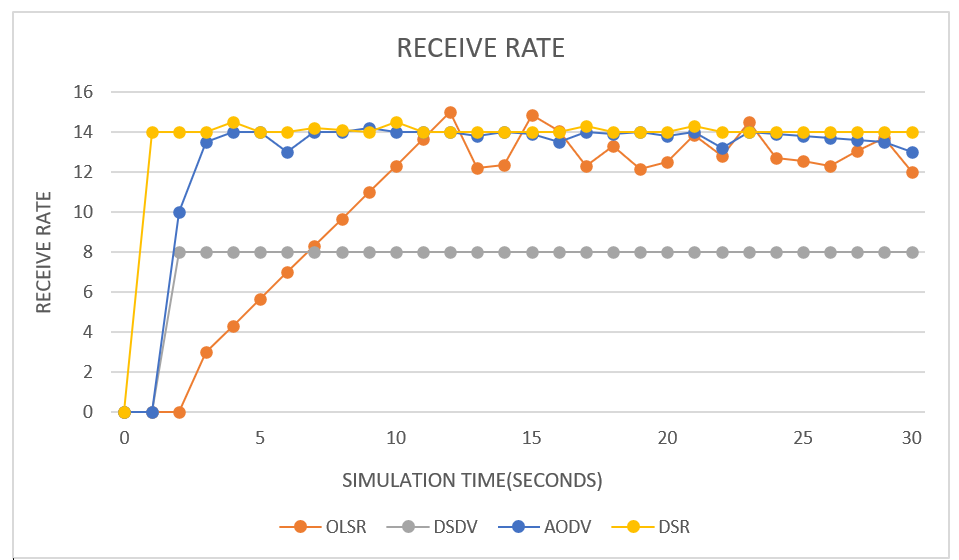 RECEIVE RATE
16
14
12
10
8
6
4
2
0
RECEIVE RATE
0 5 10 15 20 25 30
SIMULATION TIME(SECONDS)
OLSR DSDV AODV DSR